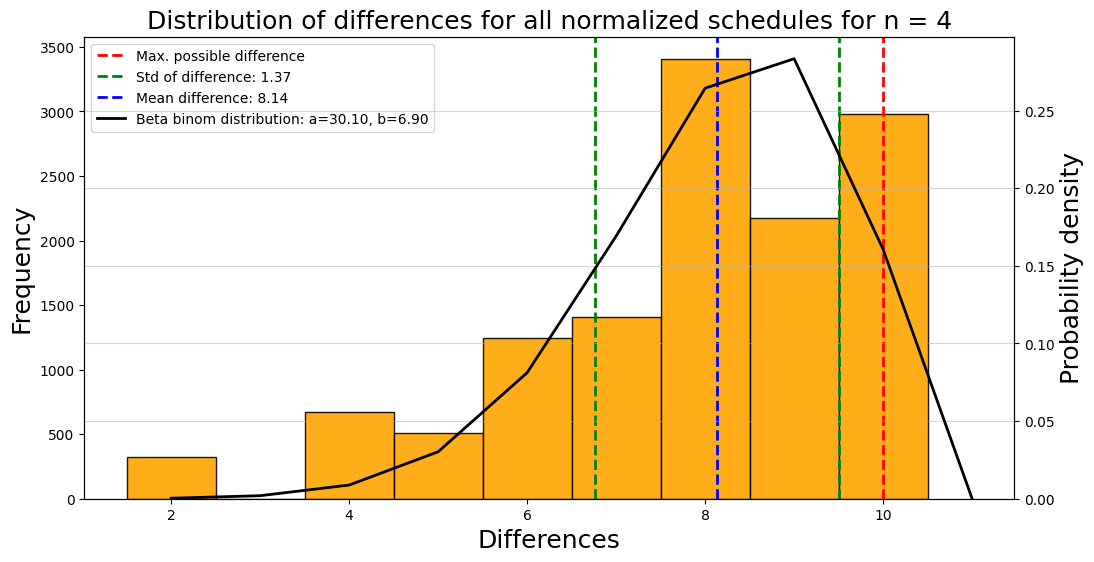 Distribution of differences for all normalized schedules for n = 4
Max. possible difference
Std of difference: 1.37
Mean difference: 8.14
Beta binom distribution: a=30.10, b=6.90
Frequency
3500
3000
2500
2000
1500
1000
500
0
Probability density
0.25
0.20
0.15
0.10
0.05
0.00
2
4
6
8
10
Differences